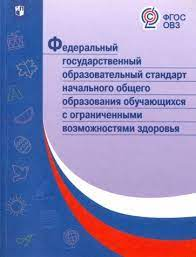 ФГОС
ОВЗ
Федеральный
государственный
образовательный стандарт
начального общего
образования обучающихся
с ограниченными
возможностями здоровья